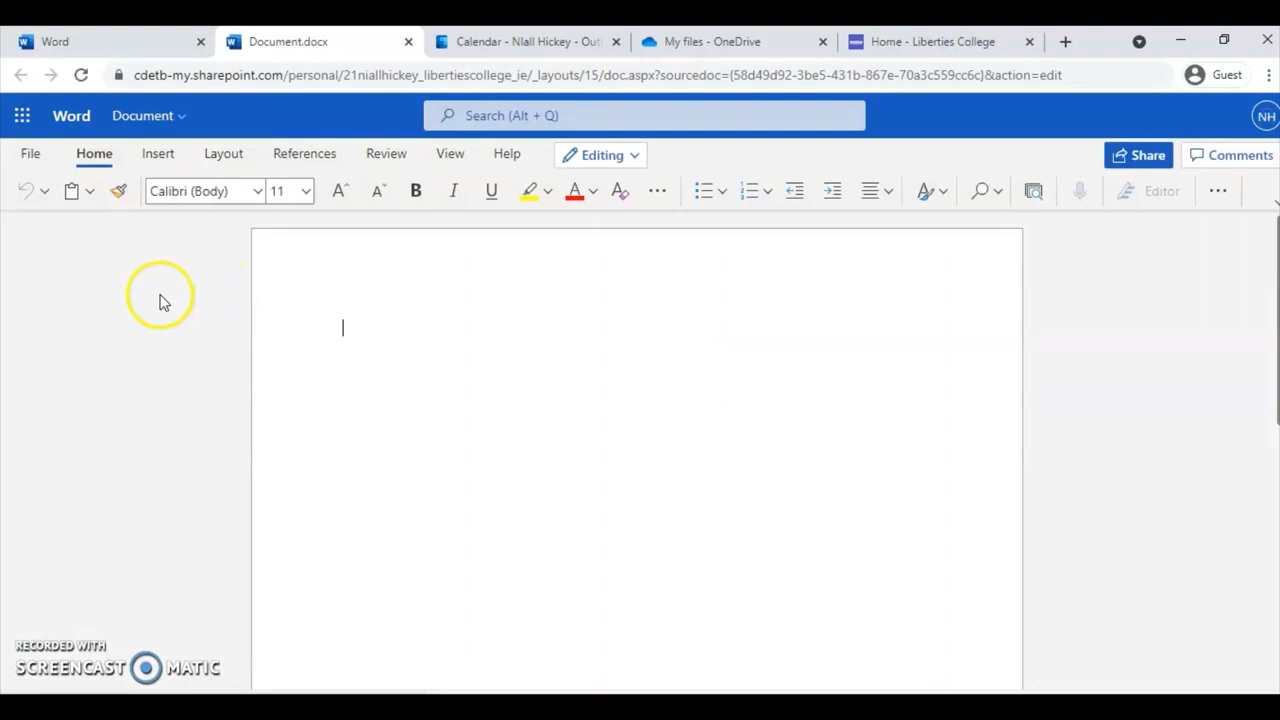 Word
Document.docx
Calendar - Niall Hickey - Out
My files - OneDrive
Home - Liberties College
cdetb-my.sharepoint.com/personal/21niallhickey_libertiescollege_ie/_layouts/15/doc.aspx?sourcedoc={58d49d92-3be5-431b-867e-70a3c559cc6c}&action=edit
Guest
Word
Document
Search (Alt + Q)
NH
File
Home
Insert
Layout
References
Review
View
Help
Editing
Share
Comments
Calibri (Body)
11
Editor
RECORDED WITH
SCREENCAST MATIC